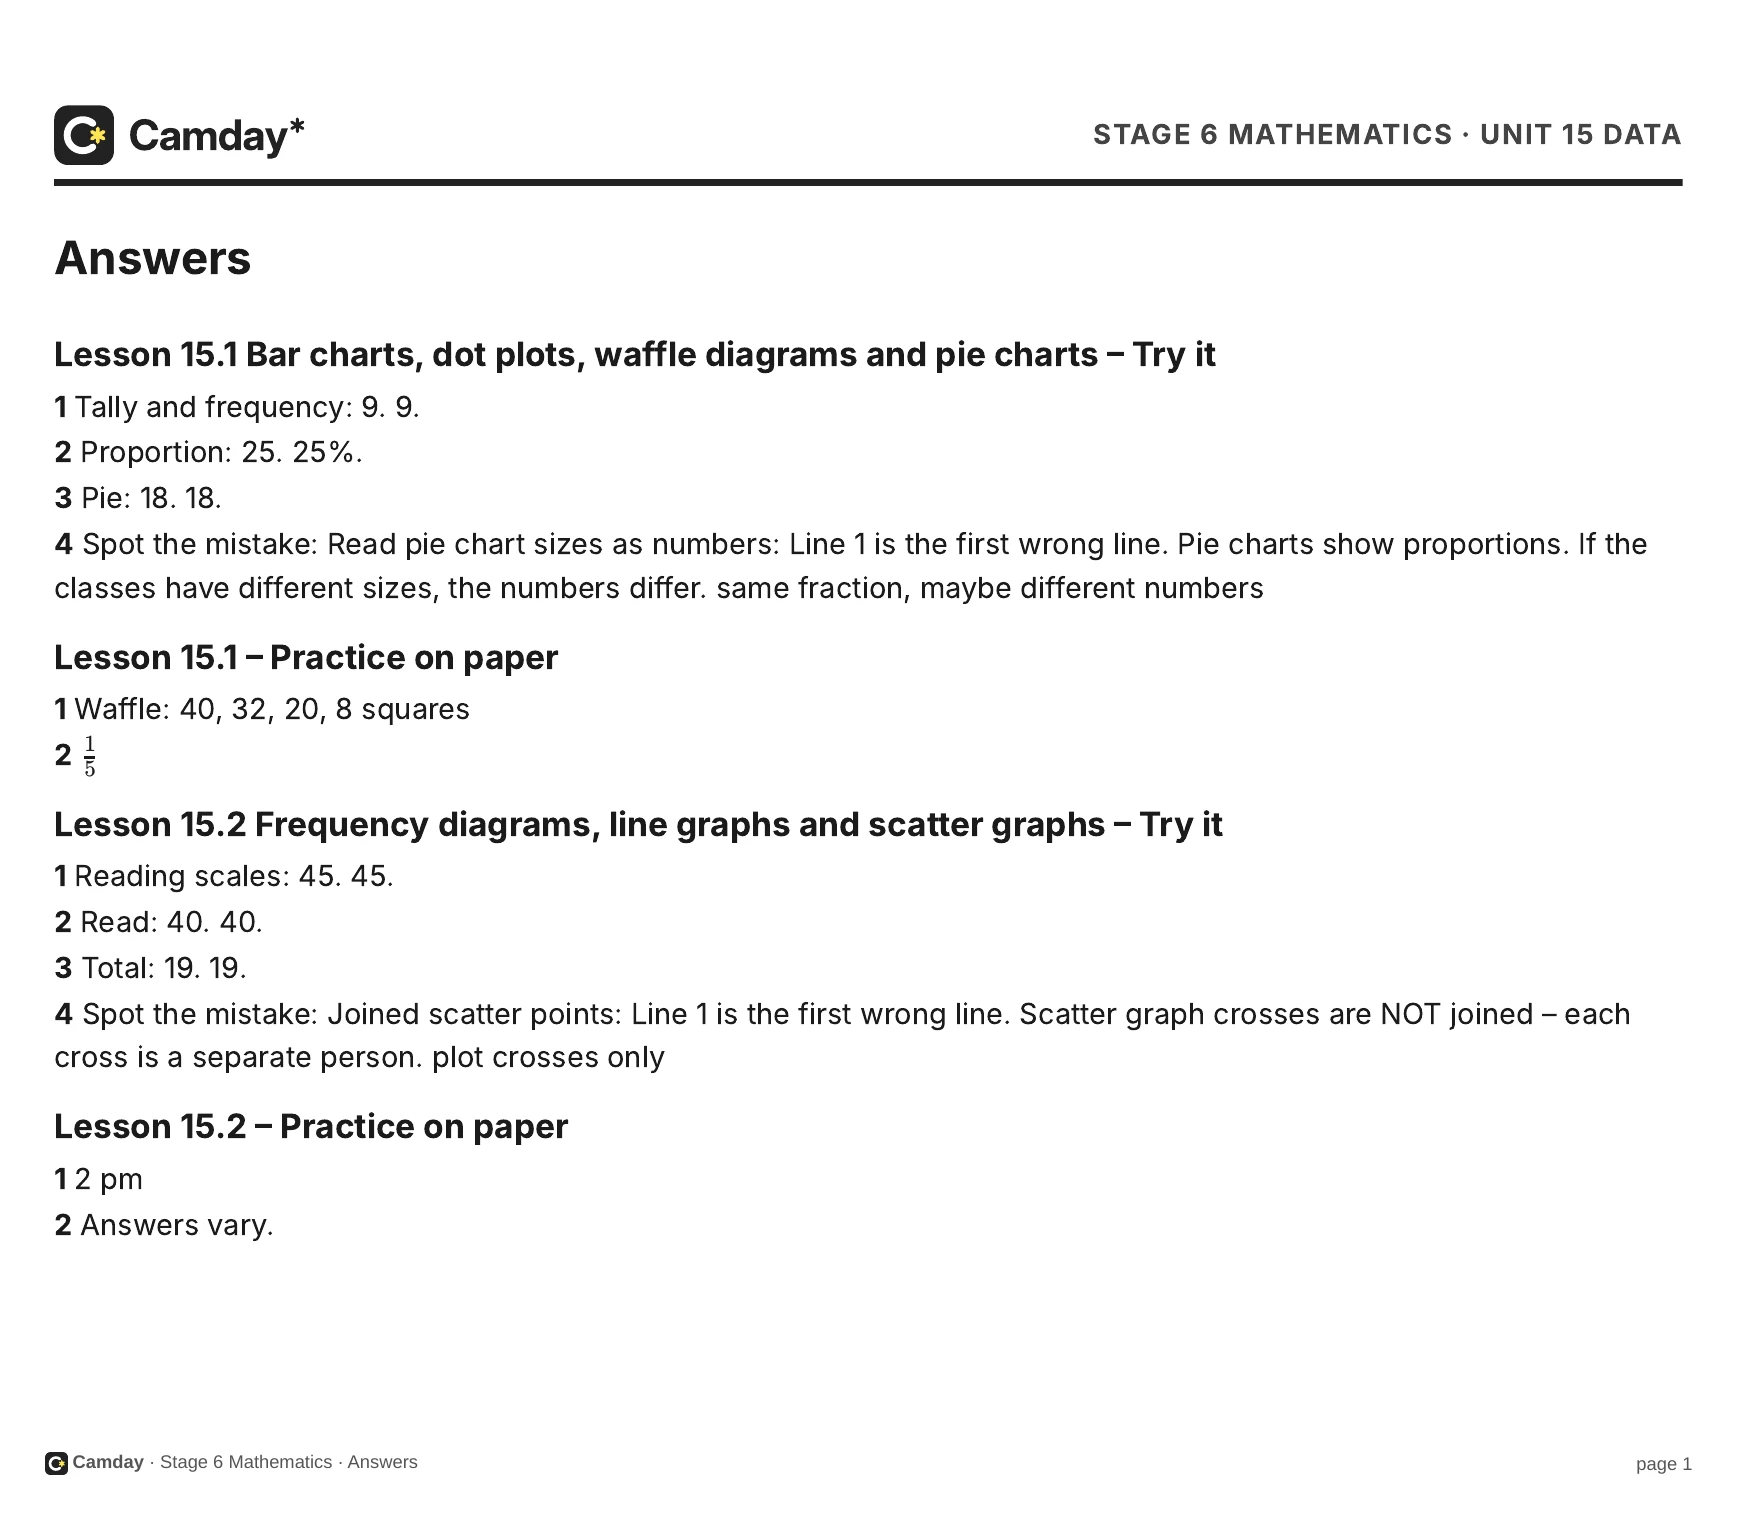 Camday*
STAGE 6 MATHEMATICS · UNIT 15 DATA
Answers
Lesson 15.1 Bar charts, dot plots, waffle diagrams and pie charts – Try it
1 Tally and frequency: 9. 9.
2 Proportion: 25. 25%.
3 Pie: 18. 18.
4 Spot the mistake: Read pie chart sizes as numbers: Line 1 is the first wrong line. Pie charts show proportions. If the
classes have different sizes, the numbers differ. same fraction, maybe different numbers
Lesson 15.1 – Practice on paper
1 Waffle: 40, 32, 20, 8 squares
2 1/5
Lesson 15.2 Frequency diagrams, line graphs and scatter graphs – Try it
1 Reading scales: 45. 45.
2 Read: 40. 40.
3 Total: 19. 19.
4 Spot the mistake: Joined scatter points: Line 1 is the first wrong line. Scatter graph crosses are NOT joined – each
cross is a separate person. plot crosses only
Lesson 15.2 – Practice on paper
1 2 pm
2 Answers vary.
Camday · Stage 6 Mathematics · Answers
page 1